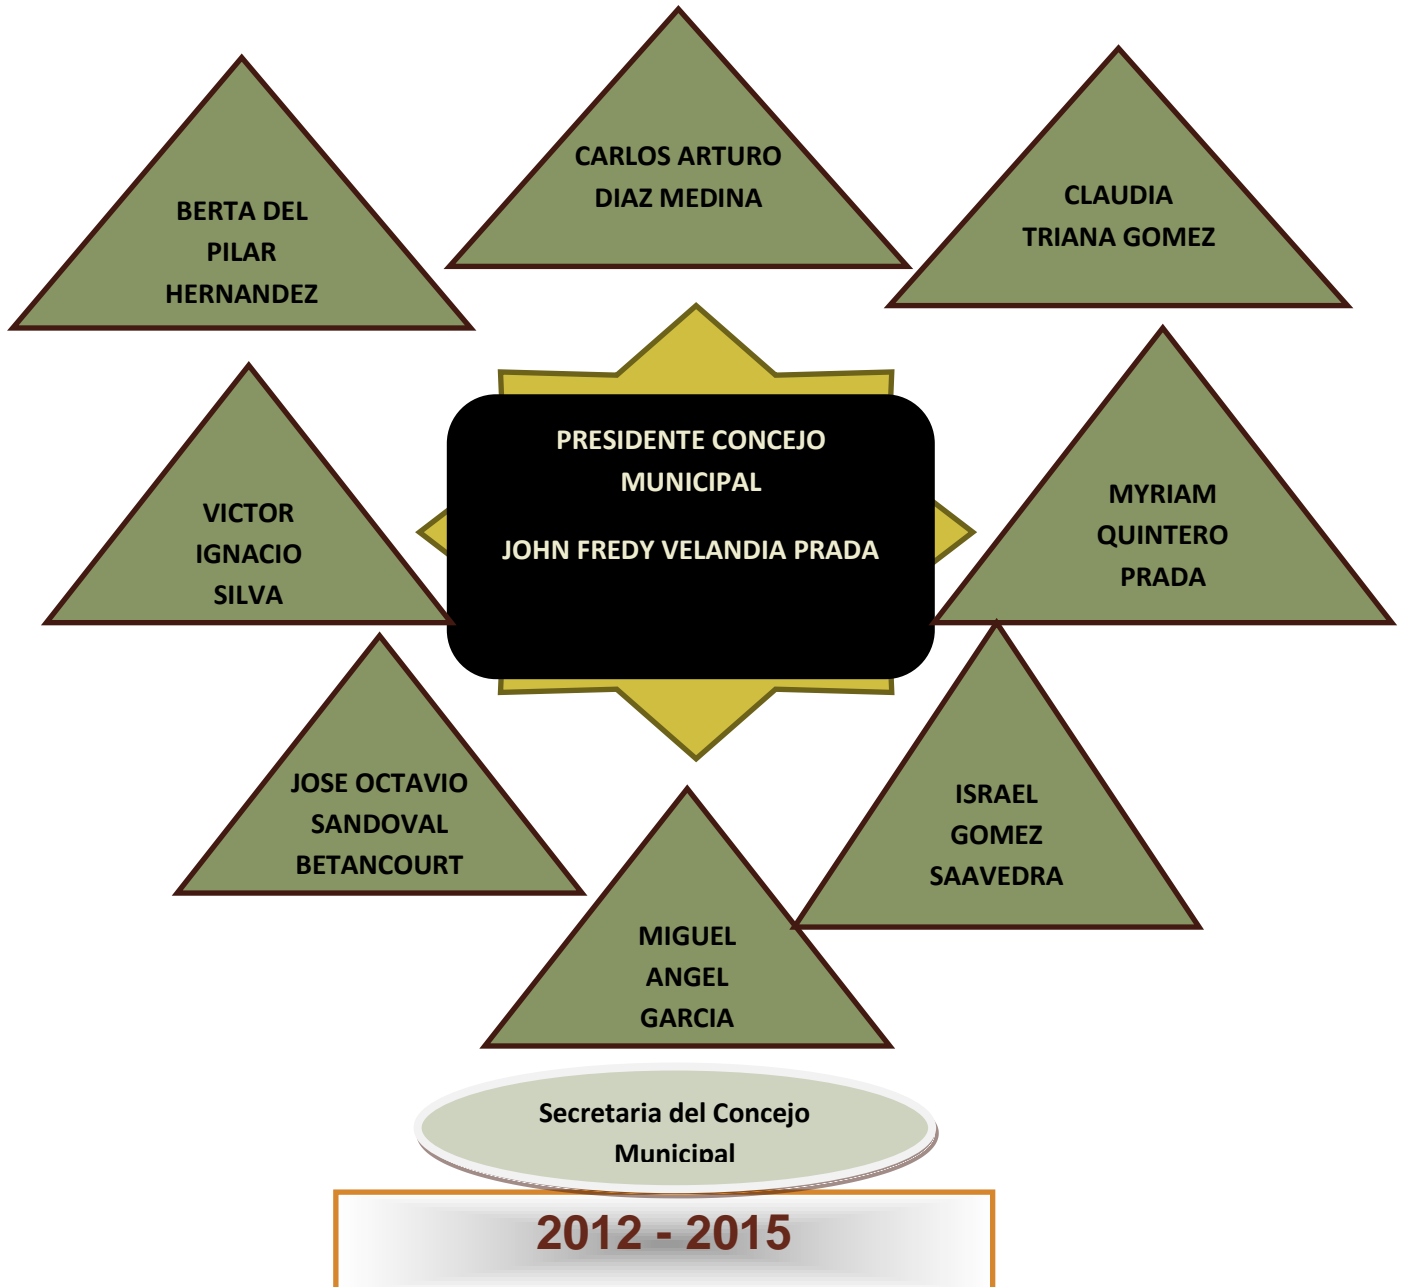 CARLOS ARTURO
DIAZ MEDINA
BERTA DEL
PILAR
HERNANDEZ
CLAUDIA
TRIANA GOMEZ
PRESIDENTE CONCEJO
MUNICIPAL
JOHN FREDY VELANDIA PRADA
VICTOR
IGNACIO
SILVA
MYRIAM
QUINTERO
PRADA
JOSE OCTAVIO
SANDOVAL
BETANCOURT
ISRAEL
GOMEZ
SAAVEDRA
MIGUEL
ANGEL
GARCIA
Secretaria del Concejo
Municipal
2012 - 2015